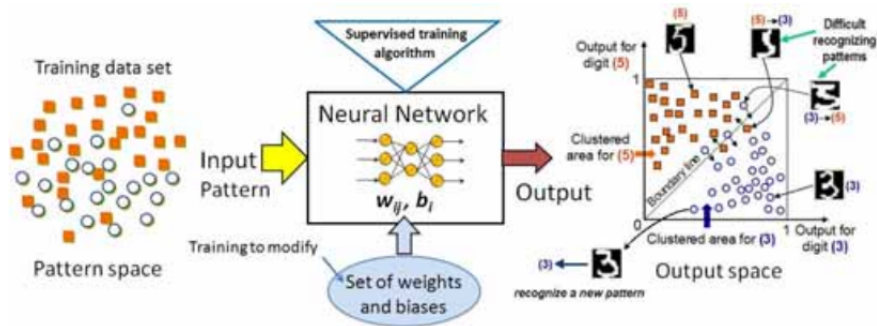 Training data set
Pattern space
Supervised training
algorithm
Neural Network
w_ij, b_i
Input
Pattern
Output
Training to modify
Set of weights
and biases
Output for
digit (5)
(5)
(5)→(3)
Difficult
recognizing
patterns
(3)→(5)
1
Clustered
area for (5)
Boundary line
(3)
0
1
Clustered area for (3)
Output for
digit (3)
(3)
recognize a new pattern
Output space